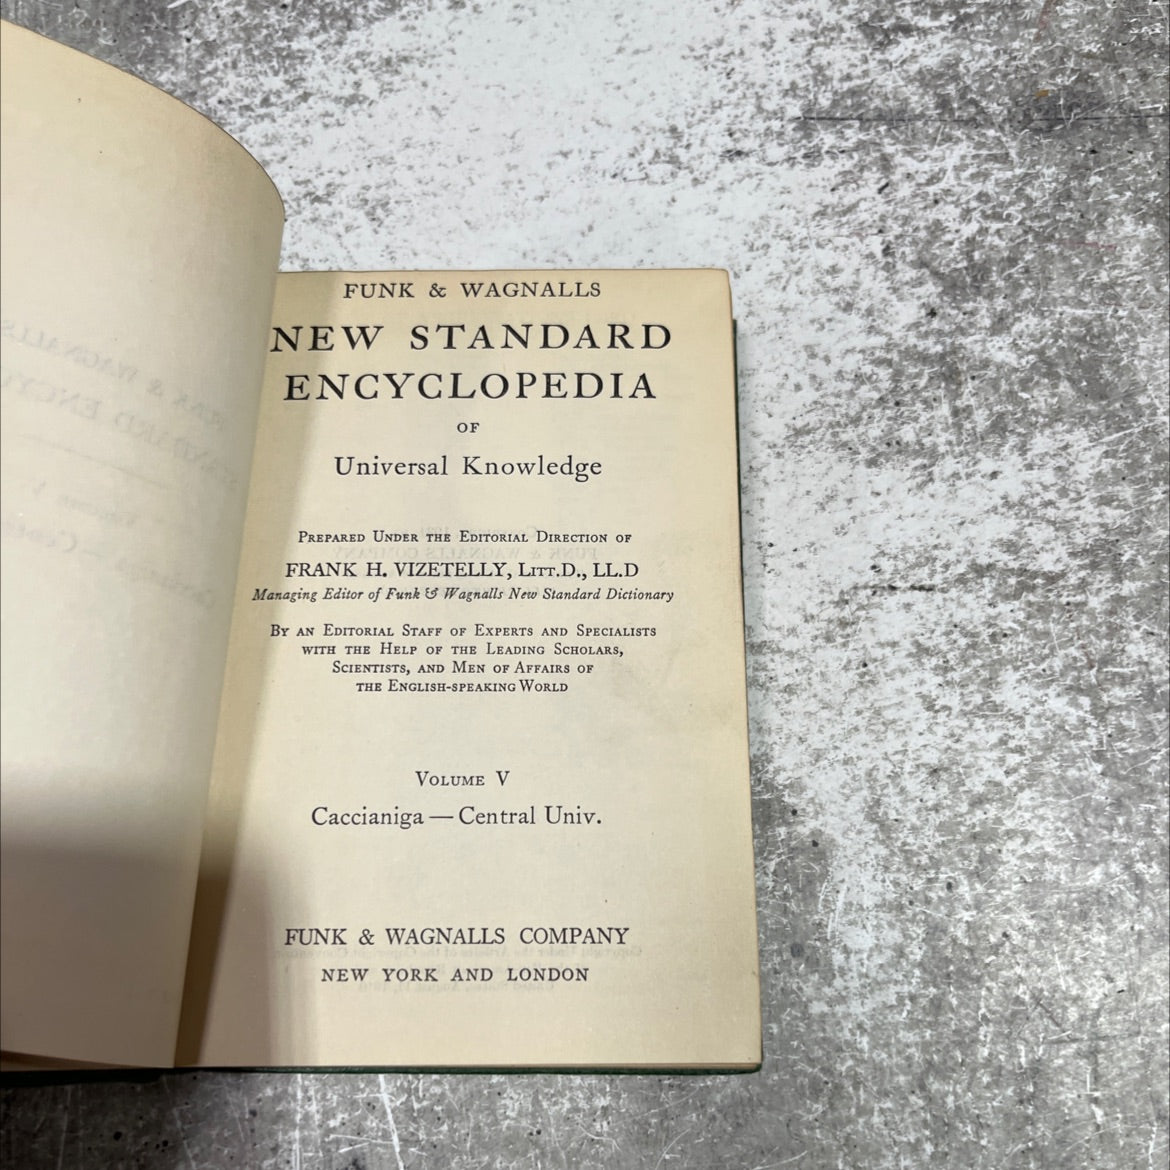 FUNK & WAGNALLS
NEW STANDARD
ENCYCLOPEDIA
OF
Universal Knowledge
Prepared Under the Editorial Direction of
FRANK H. VIZETELLY, Litt.D., LL.D
Managing Editor of Funk & Wagnalls New Standard Dictionary
By an Editorial Staff of Experts and Specialists
with the Help of the Leading Scholars,
Scientists, and Men of Affairs of
the English-speaking World
Volume V
Caccianiga — Central Univ.
FUNK & WAGNALLS COMPANY
NEW YORK AND LONDON